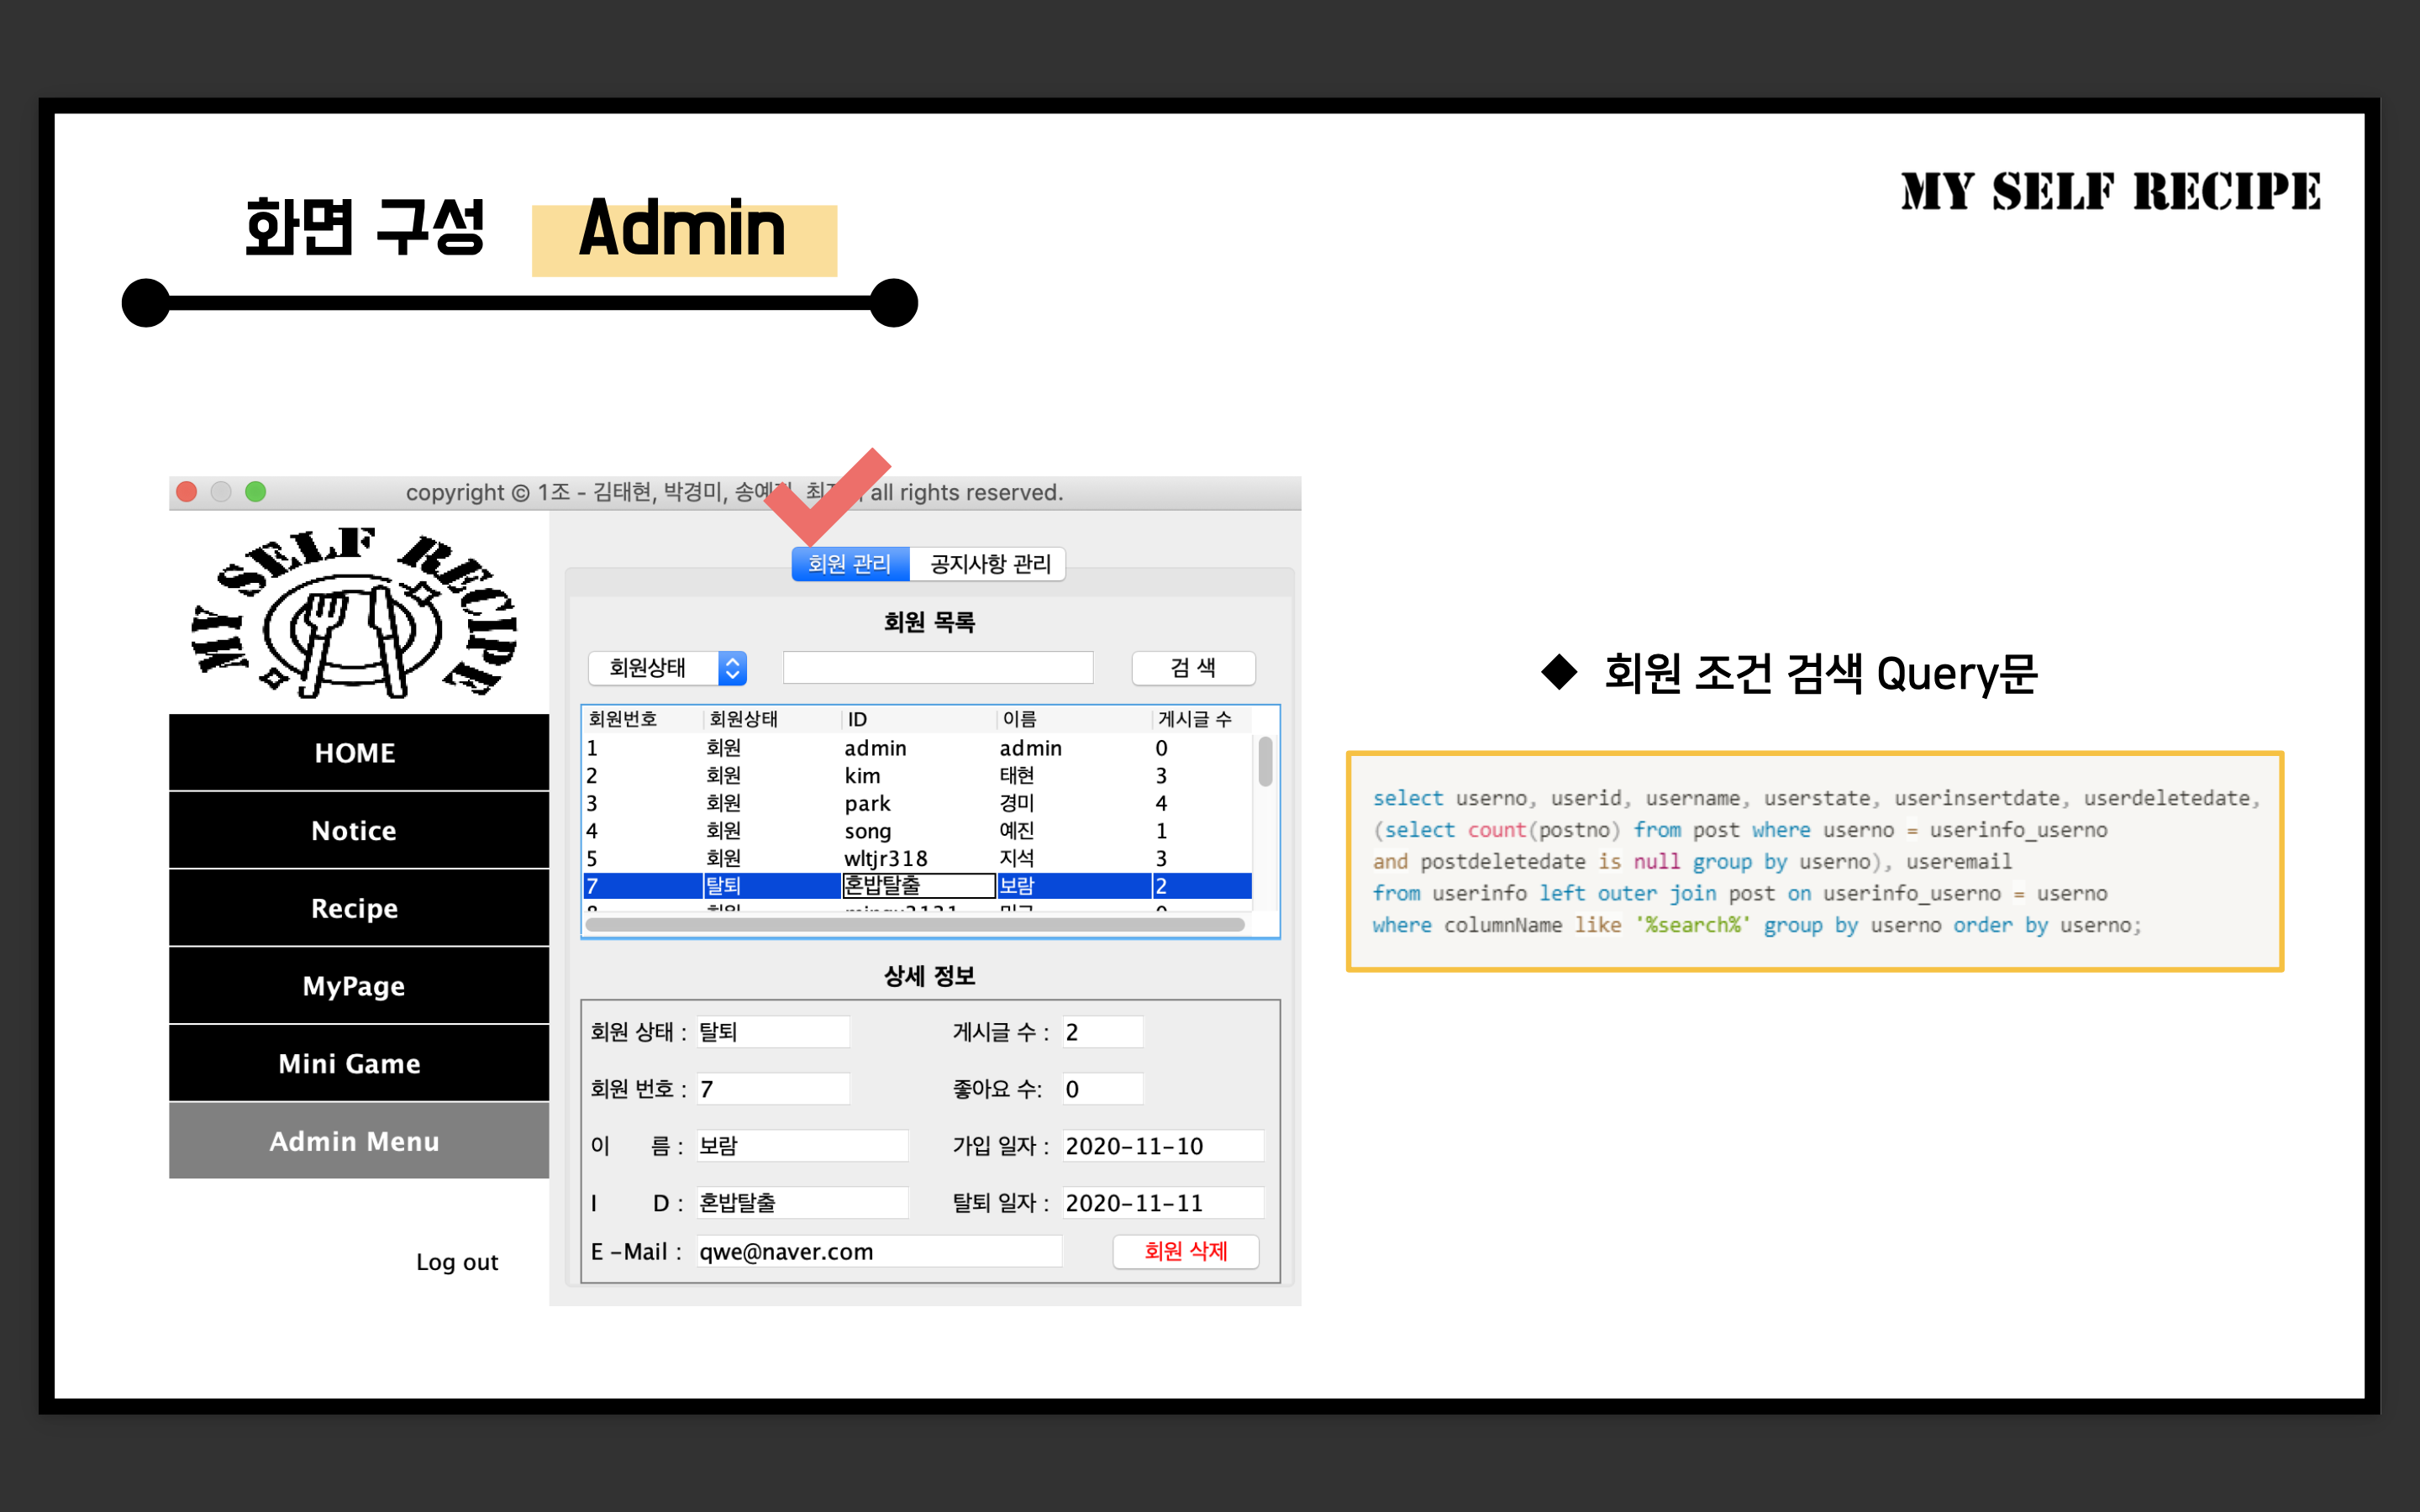 화면 구성 Admin
MY SELF RECIPE
copyright © 1조 - 김태현, 박경미, 송예 최 all rights reserved.
MY SELF RECIPE
HOME
Notice
Recipe
MyPage
Mini Game
Admin Menu
Log out
회원 관리 공지사항 관리
회원 목록
회원상태 검 색
회원번호 회원상태 ID 이름 게시글 수
1 회원 admin admin 0
2 회원 kim 태현 3
3 회원 park 경미 4
4 회원 song 예진 1
5 회원 wltjr318 지석 3
7 탈퇴 혼밥탈출 보람 2
상세 정보
회원 상태 : 탈퇴 게시글 수 : 2
회원 번호 : 7 좋아요 수: 0
이 름 : 보람 가입 일자 : 2020-11-10
I D : 혼밥탈출 탈퇴 일자 : 2020-11-11
E -Mail : qwe@naver.com 회원 삭제
◆ 회원 조건 검색 Query문
select userno, userid, username, userstate, userinsertdate, userdeletedate,
(select count(postno) from post where userno = userinfo_userno
and postdeletedate is null group by userno), useremail
from userinfo left outer join post on userinfo_userno = userno
where columnName like '%search%' group by userno order by userno;